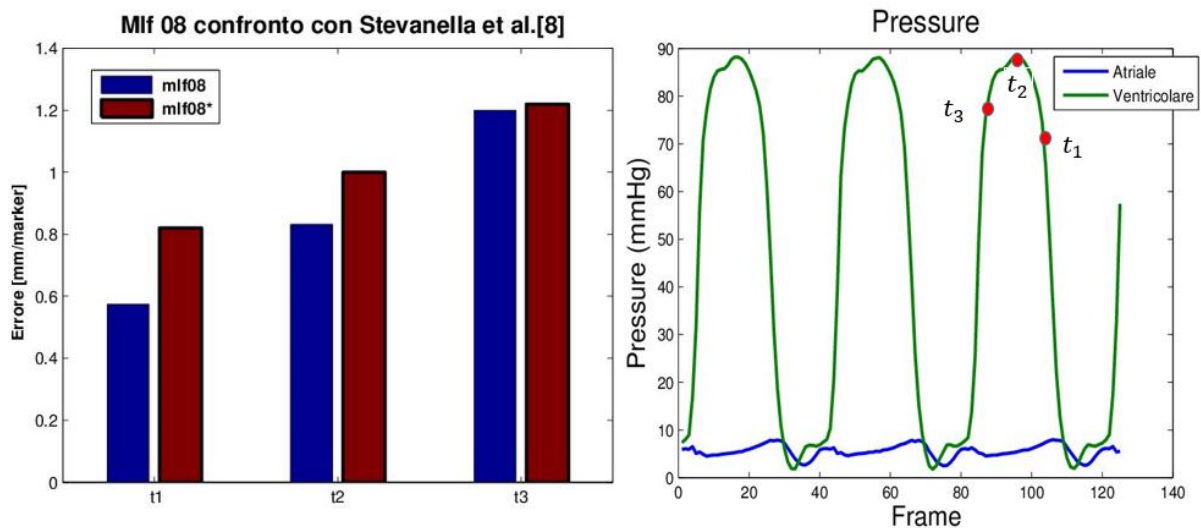 Mlf 08 confronto con Stevanella et al.[8]
Errore [mm/marker]
1.4
1.2
1
0.8
0.6
0.4
0.2
0
mlf08
mlf08*
t1
t2
t3
Pressure
Pressure (mmHg)
90
80
70
60
50
40
30
20
10
0
Atriale
Ventricolare
t3
t2
t1
0
20
40
60
80
100
120
140
Frame